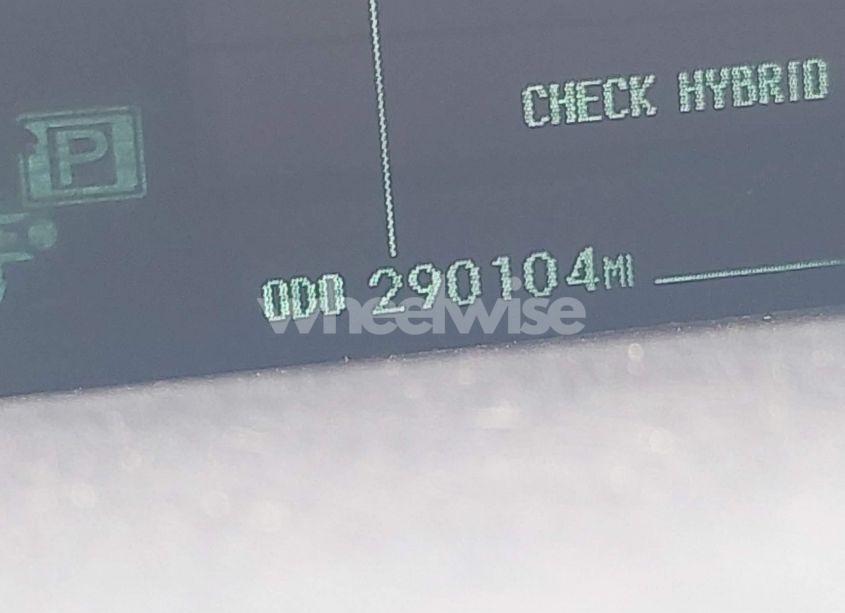 CHECK HYBRID
P
ODO 290104MI
wheelwise